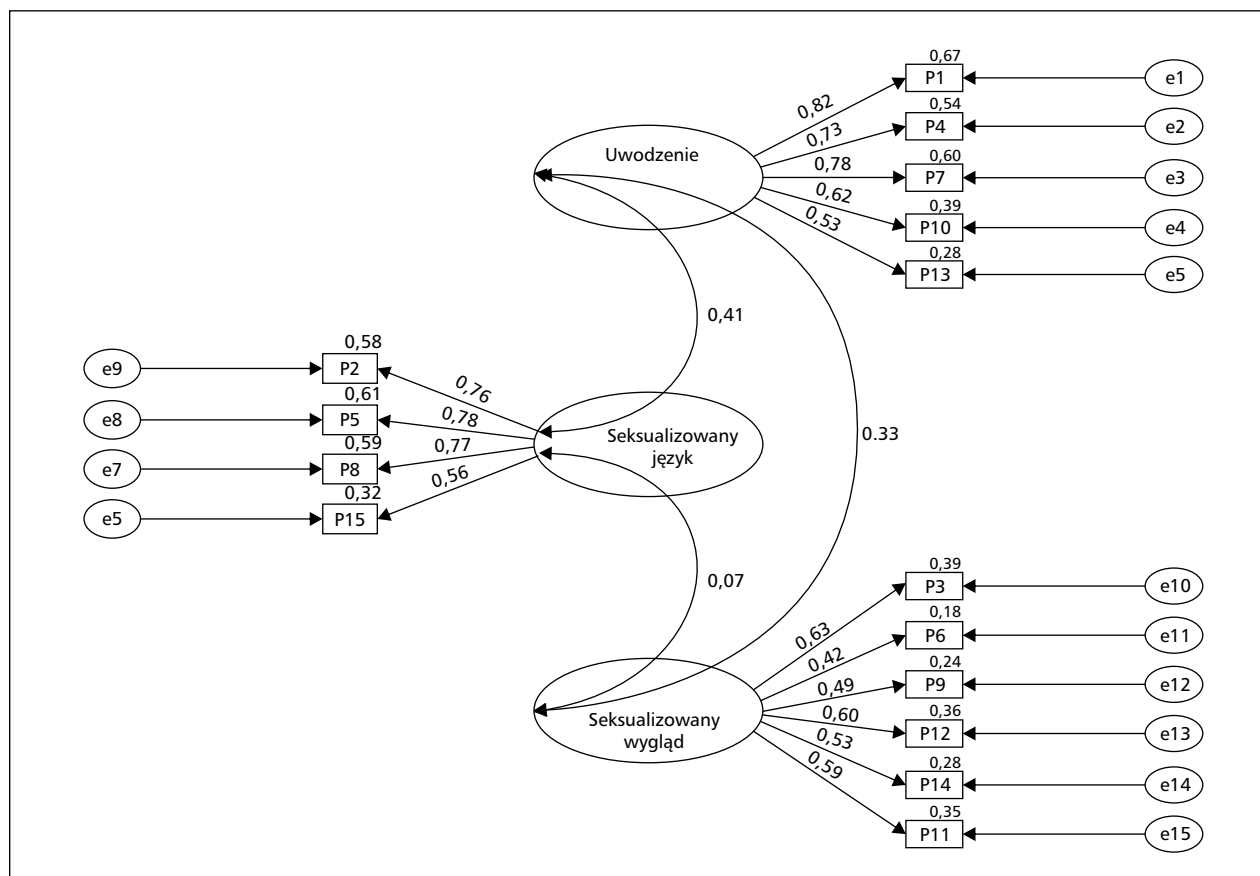 0,67
P1
e1
0,82
0,54
P4
e2
0,73
Uwodzenie
0,60
P7
e3
0,78
0,39
P10
e4
0,62
0,28
P13
e5
0,53
0,41
0,58
e9
P2
0,76
0,61
e8
P5
0,78
0,59
e7
P8
0,77
0,32
e5
P15
0,56
Seksualizowany
język
0.33
0,07
0,39
P3
e10
0,63
0,18
P6
e11
0,42
0,24
P9
e12
0,49
0,36
P12
e13
0,60
0,28
P14
e14
0,53
0,35
P11
e15
0,59
Seksualizowany
wygląd